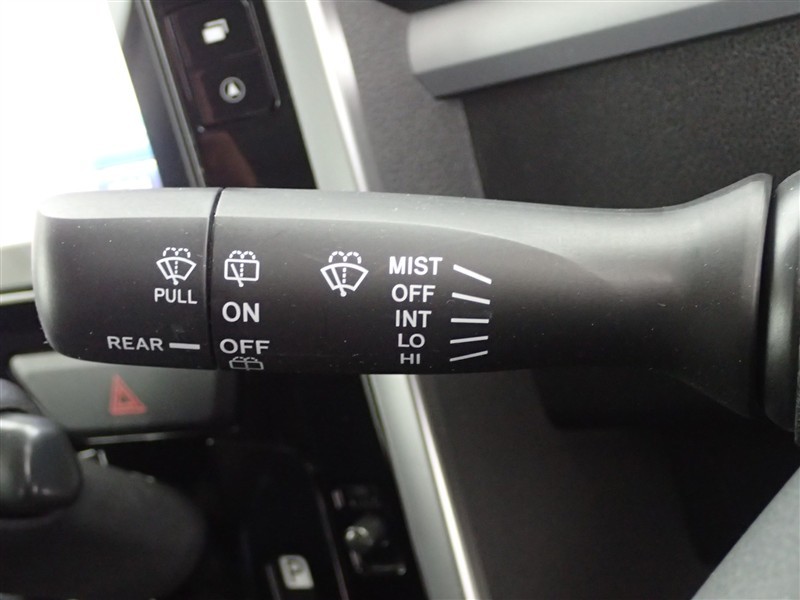 PULL
REAR
ON
OFF
MIST
OFF
INT
LO
HI
P